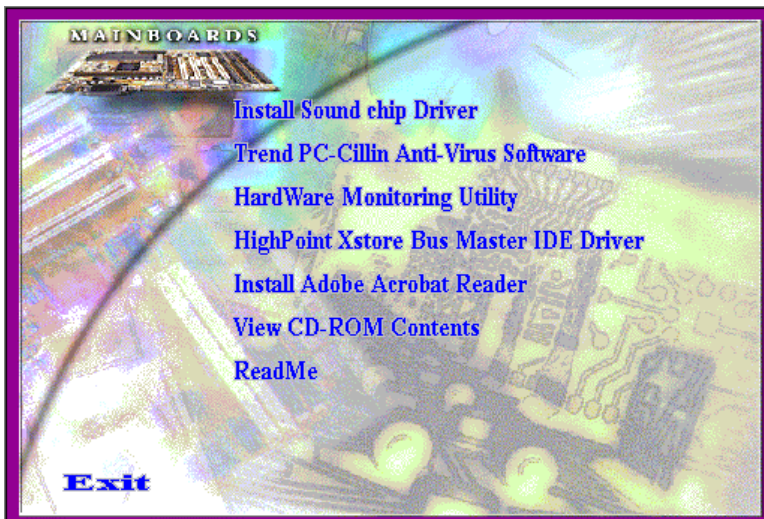 MAINBOARDS
Install Sound chip Driver
Trend PC-Cillin Anti-Virus Software
HardWare Monitoring Utility
HighPoint Xstore Bus Master IDE Driver
Install Adobe Acrobat Reader
View CD-ROM Contents
ReadMe
Exit